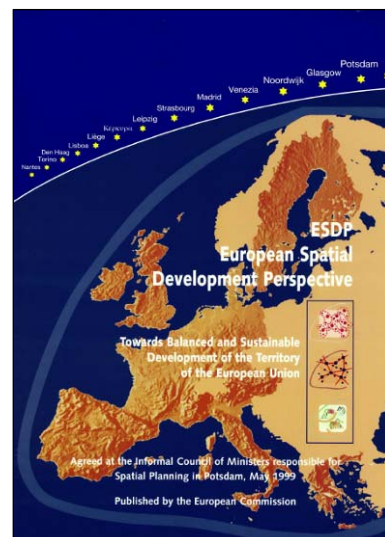 Potsdam
Glasgow
Noordwijk
Venezia
Madrid
Strasbourg
Leipzig
Κέρκυρα
Liège
Lisboa
Den Haag
Torino
Nantes
ESDP
European Spatial
Development Perspective
Towards Balanced and Sustainable
Development of the Territory
of the European Union
Agreed at the Informal Council of Ministers responsible for
Spatial Planning in Potsdam, May 1999
Published by the European Commission